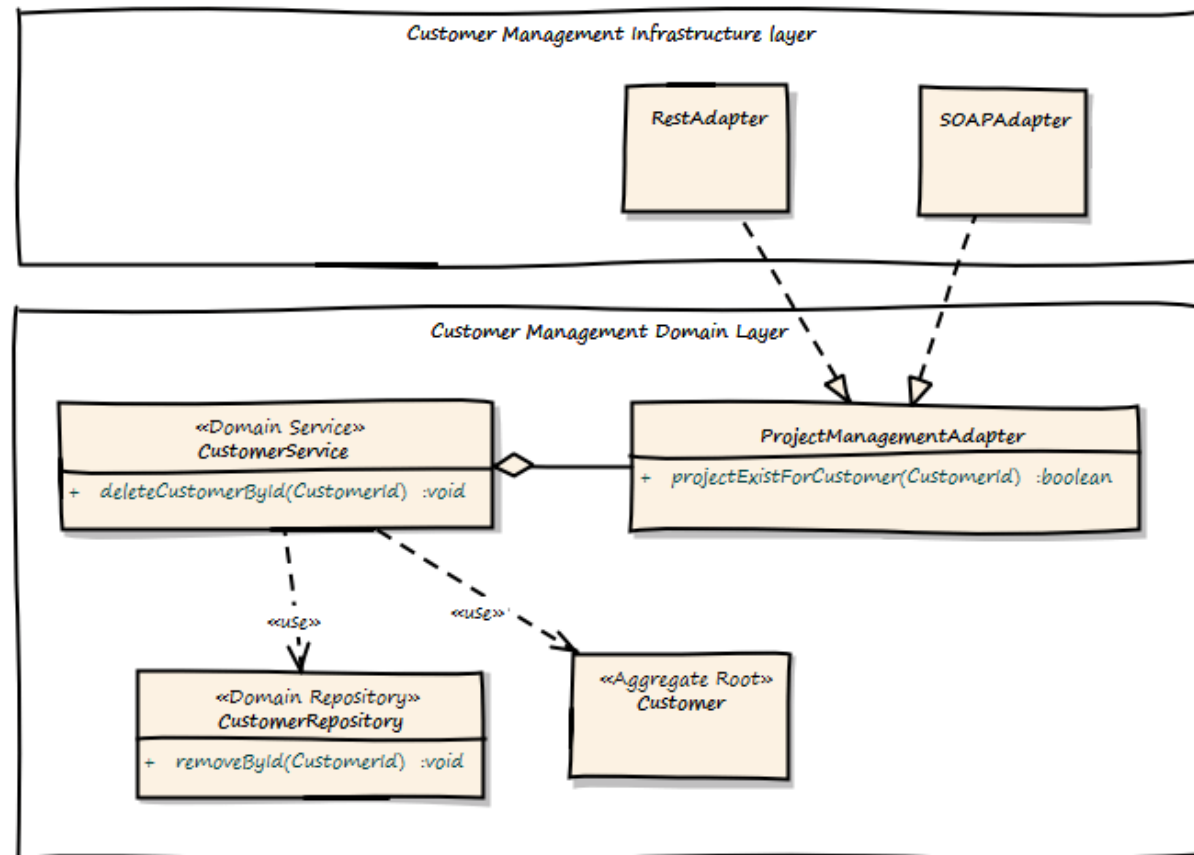 Customer Management Infrastructure layer
RestAdapter
SOAPAdapter
Customer Management Domain Layer
«Domain Service»
CustomerService
+ deleteCustomerById(CustomerId) :void
ProjectManagementAdapter
+ projectExistForCustomer(CustomerId) :boolean
«use»
«use»
«Domain Repository»
CustomerRepository
+ removeById(CustomerId) :void
«Aggregate Root»
Customer